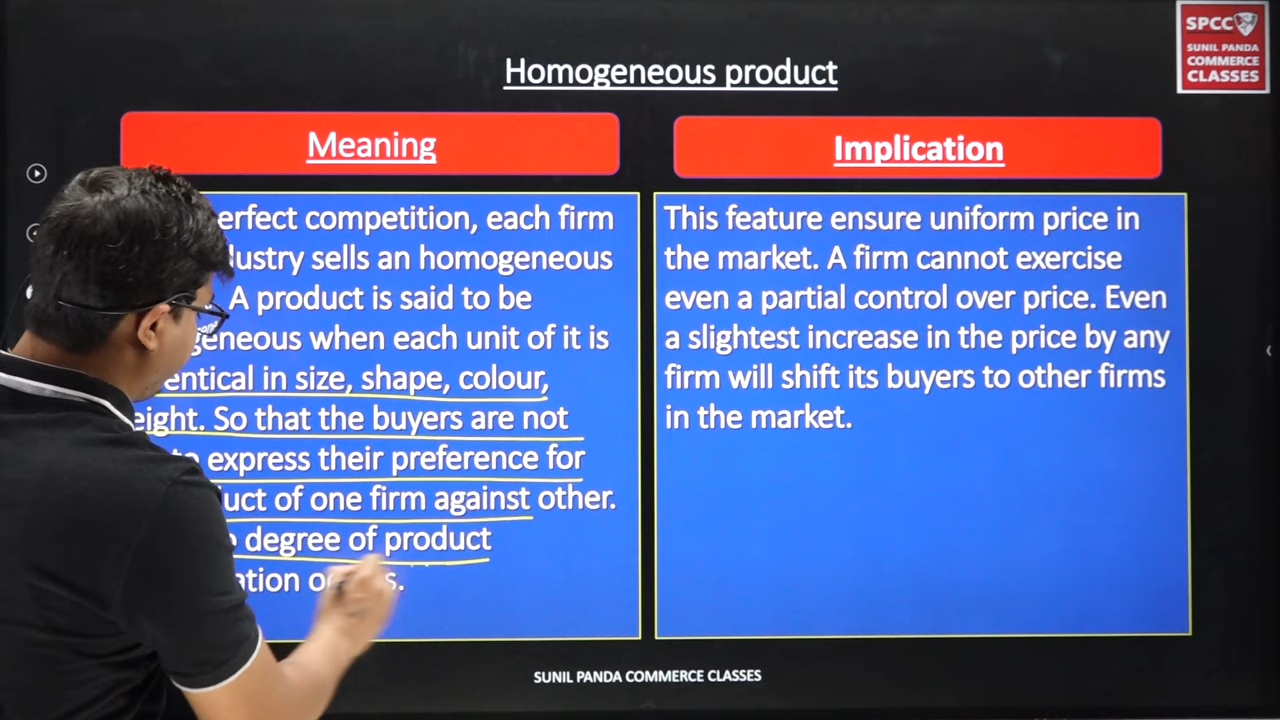 SPCC
SUNIL PANDA
COMMERCE
CLASSES
Homogeneous product
Meaning
erfect competition, each firm
lustry sells an homogeneous
A product is said to be
geneous when each unit of it is
entical in size, shape, colour,
eight. So that the buyers are not
express their preference for
uct of one firm against other.
degree of product
ation
Implication
This feature ensure uniform price in
the market. A firm cannot exercise
even a partial control over price. Even
a slightest increase in the price by any
firm will shift its buyers to other firms
in the market.
SUNIL PANDA COMMERCE CLASSES